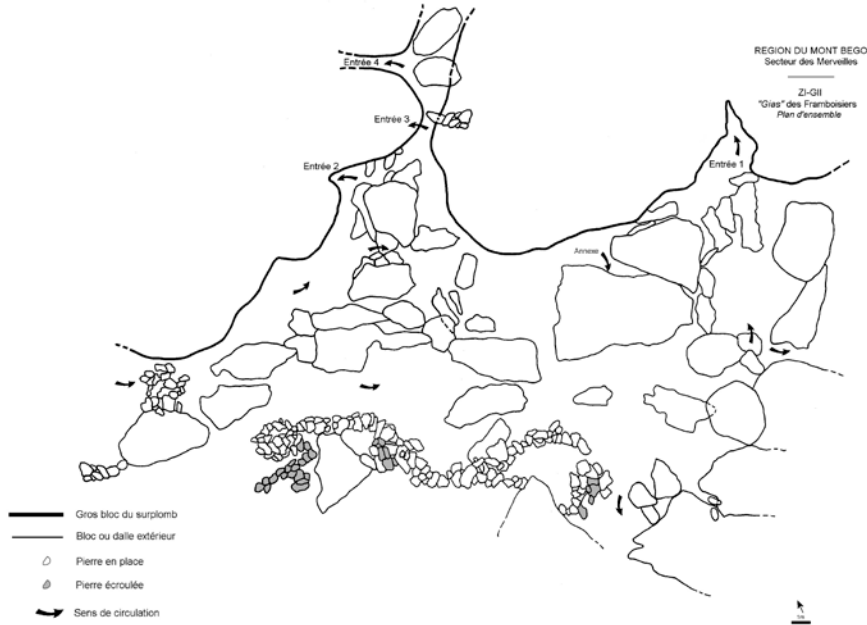 REGION DU MONT BEGO
Secteur des Merveilles
ZI-GII
"Gias" des Framboisiers
Plan d'ensemble
Entrée 4
Entrée 3
Entrée 2
Entrée 1
Annexe
Gros bloc du surplomb
Bloc ou dalle extérieur
Pierre en place
Pierre écroulée
Sens de circulation